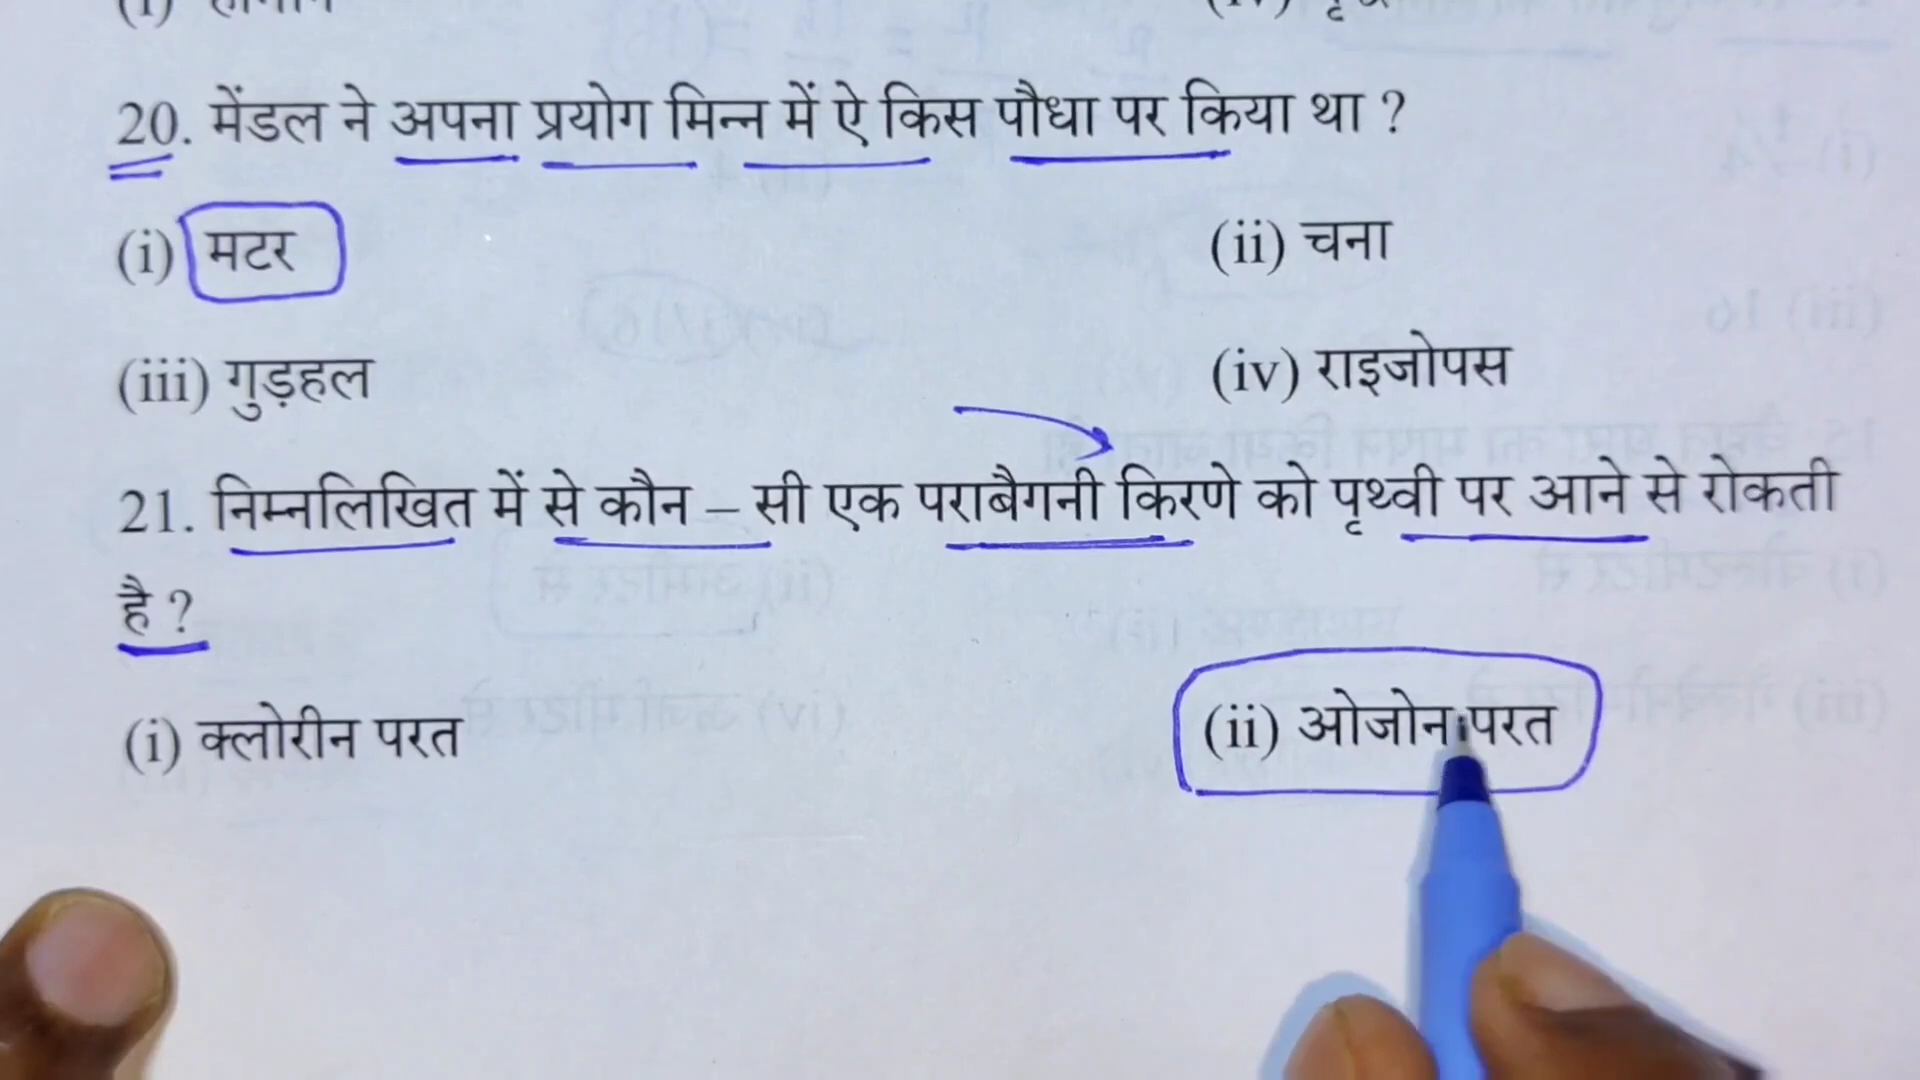 20. मेंडल ने अपना प्रयोग मिन्न में ऐ किस पौधा पर किया था ?
(i) मटर (ii) चना
(iii) गुड़हल (iv) राइजोपस
21. निम्नलिखित में से कौन – सी एक पराबैगनी किरणे को पृथ्वी पर आने से रोकती
है ?
(i) क्लोरीन परत (ii) ओजोन परत